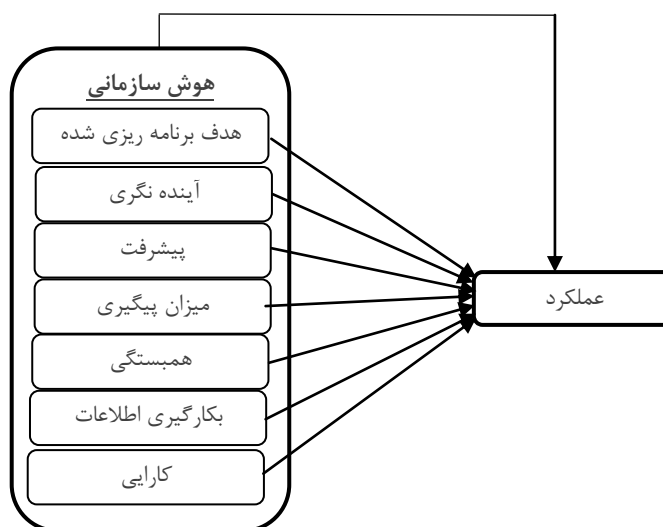 هوش سازمانی
هدف برنامه ریزی شده
آینده نگری
پیشرفت
میزان پیگیری
همبستگی
بکارگیری اطلاعات
کارایی
عملکرد